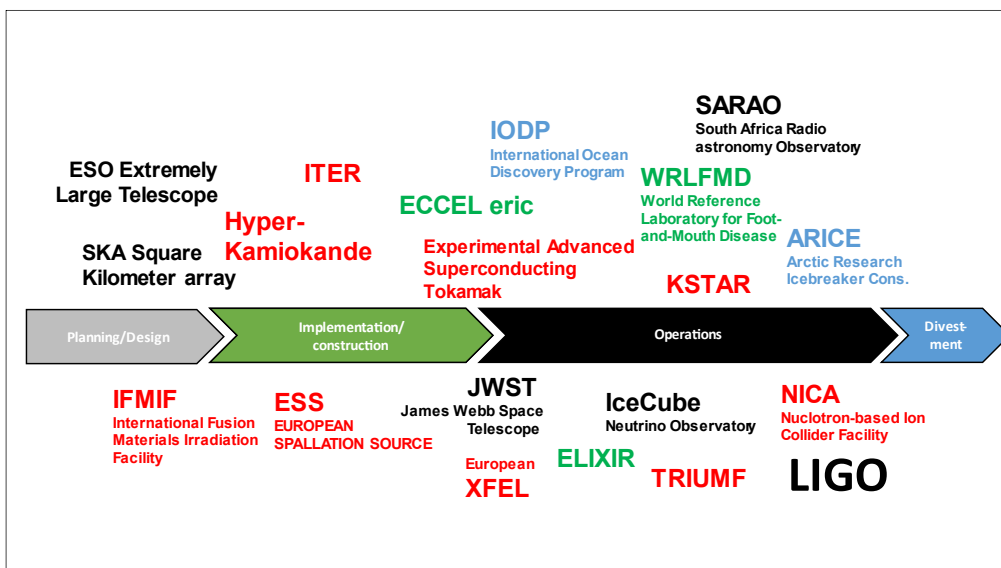 SARAO
South Africa Radio
astronomy Observatory
IODP
International Ocean
Discovery Program
ESO Extremely
Large Telescope
ITER
WRLFMD
World Reference
Laboratory for Foot-
and-Mouth Disease
ECCEL eric
Hyper-
Kamiokande
ARICE
Arctic Research
Icebreaker Cons.
SKA Square
Kilometer array
Experimental Advanced
Superconducting
Tokamak
KSTAR
Planning/Design
Implementation/
construction
Operations
Divest-
ment
IFMIF
International Fusion
Materials Irradiation
Facility
ESS
EUROPEAN
SPALLATION SOURCE
JWST
James Webb Space
Telescope
IceCube
Neutrino Observatory
NICA
Nuclotron-based Ion
Collider Facility
European
XFEL
ELIXIR
TRIUMF
LIGO